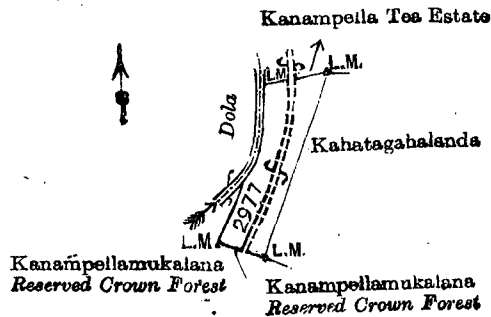 Kanampella Tea Estate
L.M.
L.M.
Dola
Kahatagahalanda
2977
L.M
L.M.
Kanampellamukalana
Reserved Crown Forest
Kanampellamukalana
Reserved Crown Forest